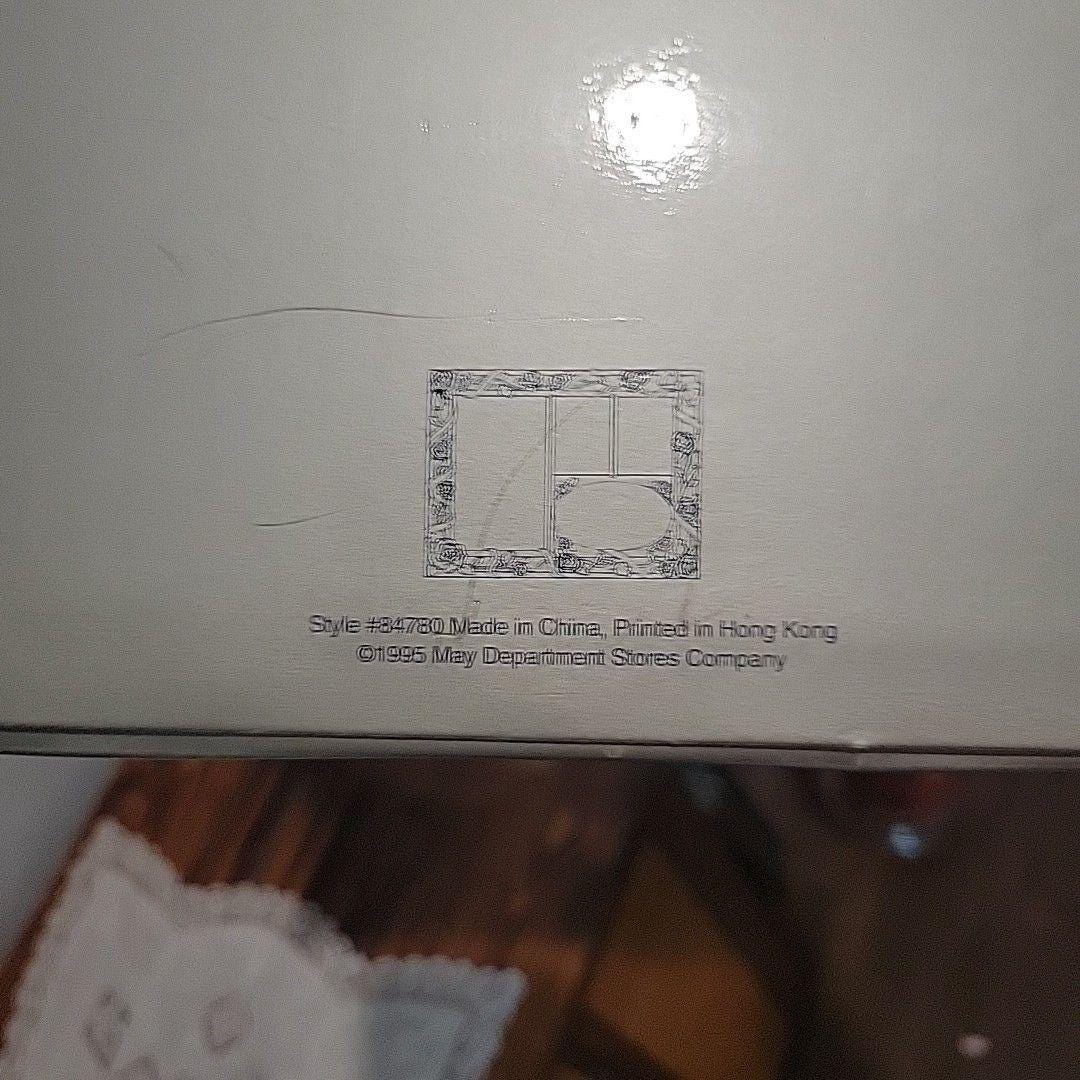 Style #84780 Made in China, Printed in Hong Kong
©1995 May Department Stores Company